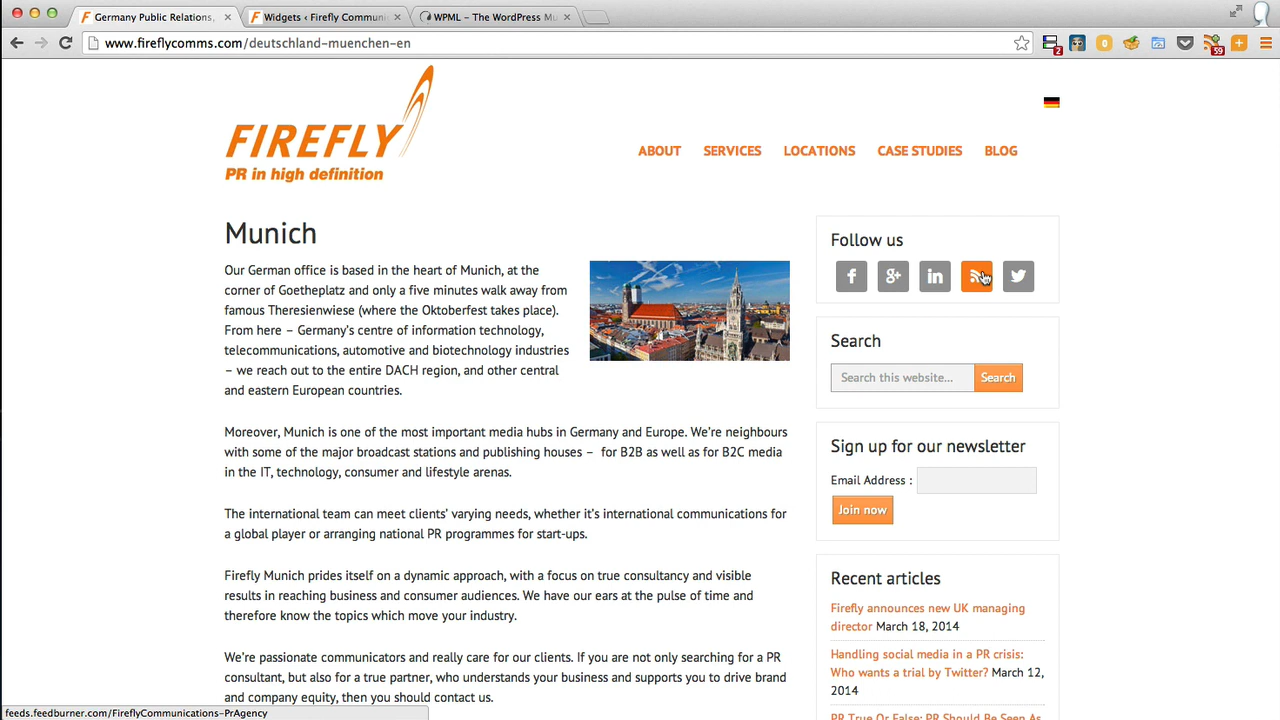 Germany Public Relations,
Widgets ‹ Firefly Communi
WPML – The WordPress Mu
www.fireflycomms.com/deutschland-muenchen-en
2
0
59
FIREFLY
PR in high definition
ABOUT SERVICES LOCATIONS CASE STUDIES BLOG
Munich
Our German office is based in the heart of Munich, at the
corner of Goetheplatz and only a five minutes walk away from
famous Theresienwiese (where the Oktoberfest takes place).
From here – Germany's centre of information technology,
telecommunications, automotive and biotechnology industries
– we reach out to the entire DACH region, and other central
and eastern European countries.
Moreover, Munich is one of the most important media hubs in Germany and Europe. We're neighbours
with some of the major broadcast stations and publishing houses – for B2B as well as for B2C media
in the IT, technology, consumer and lifestyle arenas.
The international team can meet clients' varying needs, whether it's international communications for
a global player or arranging national PR programmes for start-ups.
Firefly Munich prides itself on a dynamic approach, with a focus on true consultancy and visible
results in reaching business and consumer audiences. We have our ears at the pulse of time and
therefore know the topics which move your industry.
We're passionate communicators and really care for our clients. If you are not only searching for a PR
consultant, but also for a true partner, who understands your business and supports you to drive brand
and company equity, then you should contact us.
Follow us
Search
Search this website...
Search
Sign up for our newsletter
Email Address :
Join now
Recent articles
Firefly announces new UK managing
director March 18, 2014
Handling social media in a PR crisis:
Who wants a trial by Twitter? March 12,
2014
PR True Or False: PR Should Be Seen As
feeds.feedburner.com/FireflyCommunications-PrAgency